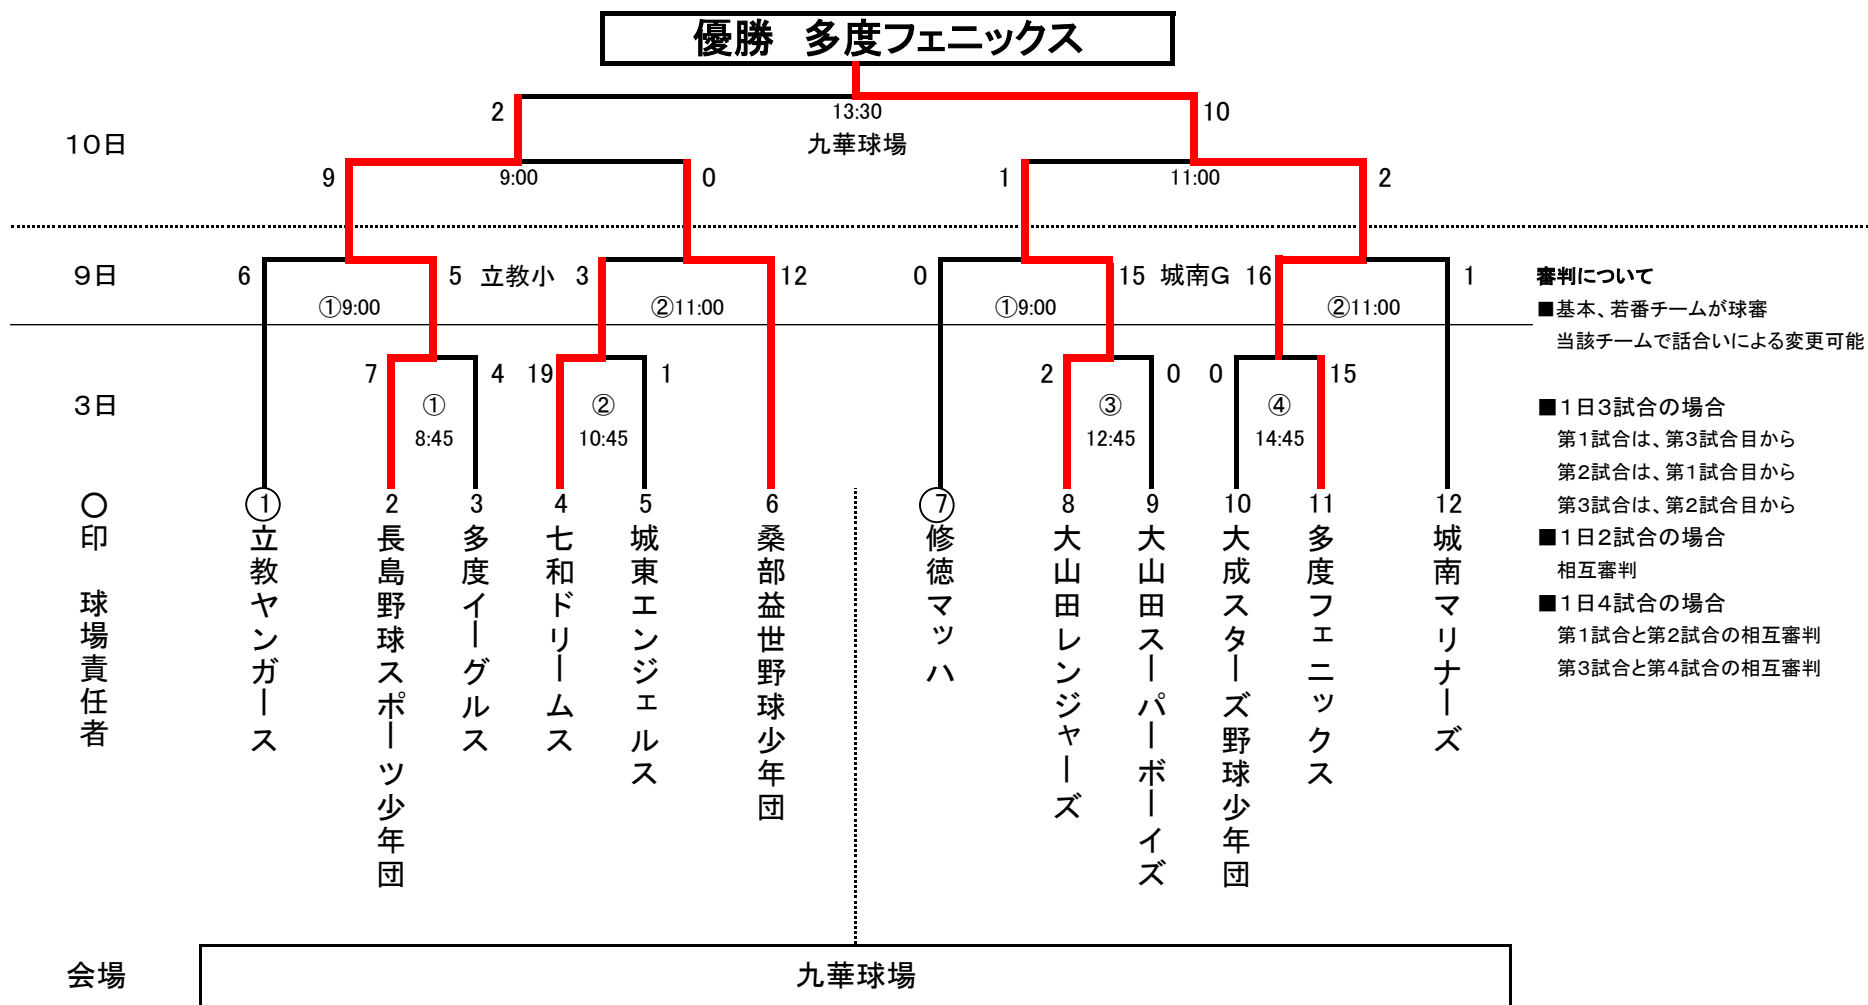 優勝　多度フェニックス
2
13:30
10
10日
九華球場
9
9:00
0
1
11:00
2
9日
6
5
立教小
3
12
0
15
城南G
16
1
①9:00
②11:00
①9:00
②11:00
審判について
■基本、若番チームが球審
当該チームで話合いによる変更可能
7
4
19
1
2
0
0
15
3日
①
②
③
④
8:45
10:45
12:45
14:45
■1日3試合の場合
第1試合は、第3試合目から
第2試合は、第1試合目から
第3試合は、第2試合目から
■1日2試合の場合
相互審判
■1日4試合の場合
第1試合と第2試合の相互審判
第3試合と第4試合の相互審判
〇印　球場責任者
① 立教ヤンガース
2 長島野球スポーツ少年団
3 多度イーグルス
4 七和ドリームス
5 城東エンジェルス
6 桑部益世野球少年団
⑦ 修徳マッハ
8 大山田レンジャーズ
9 大山田スーパーボーイズ
10 大成スターズ野球少年団
11 多度フェニックス
12 城南マリナーズ
会場
九華球場